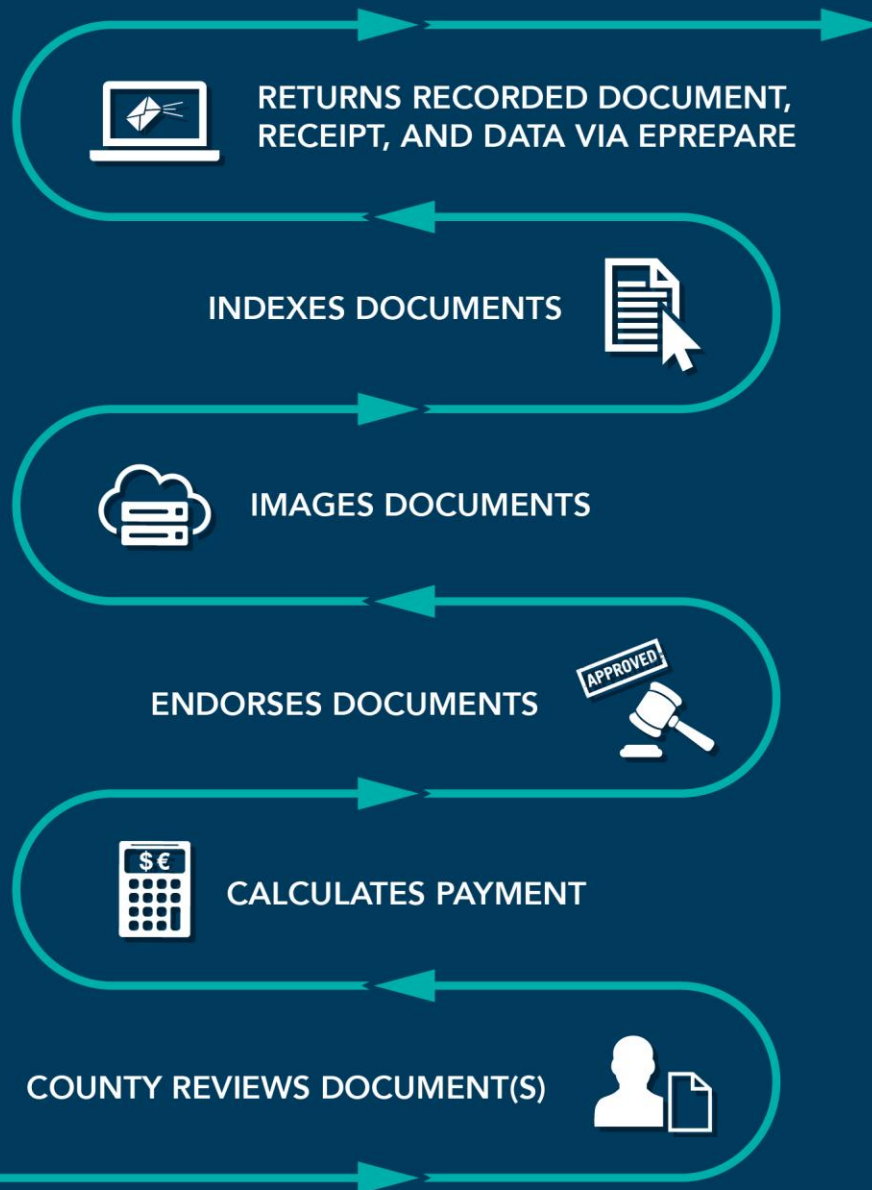 RETURNS RECORDED DOCUMENT,
RECEIPT, AND DATA VIA EPREPARE
INDEXES DOCUMENTS
IMAGES DOCUMENTS
APPROVED
ENDORSES DOCUMENTS
$€
CALCULATES PAYMENT
COUNTY REVIEWS DOCUMENT(S)